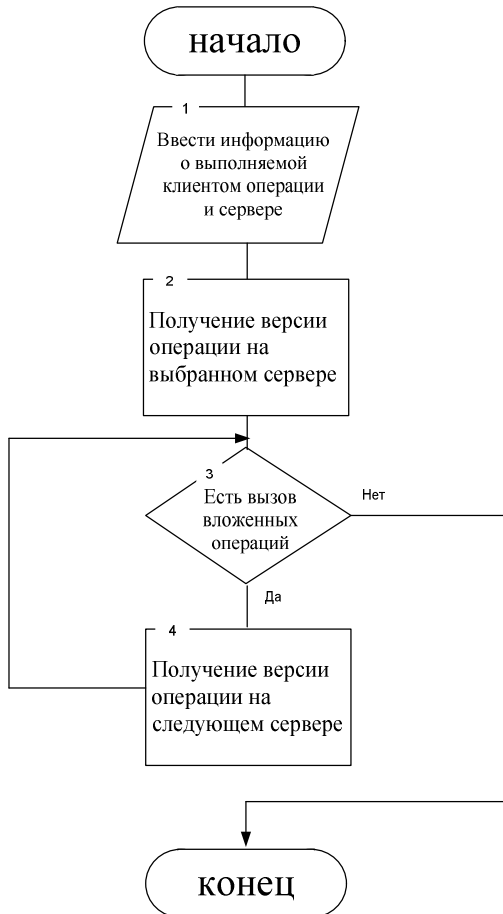 начало
1
Ввести информацию
о выполняемой
клиентом операции
и сервере
2
Получение версии
операции на
выбранном сервере
3
Есть вызов
вложенных
операций
Нет
Да
4
Получение версии
операции на
следующем сервере
конец